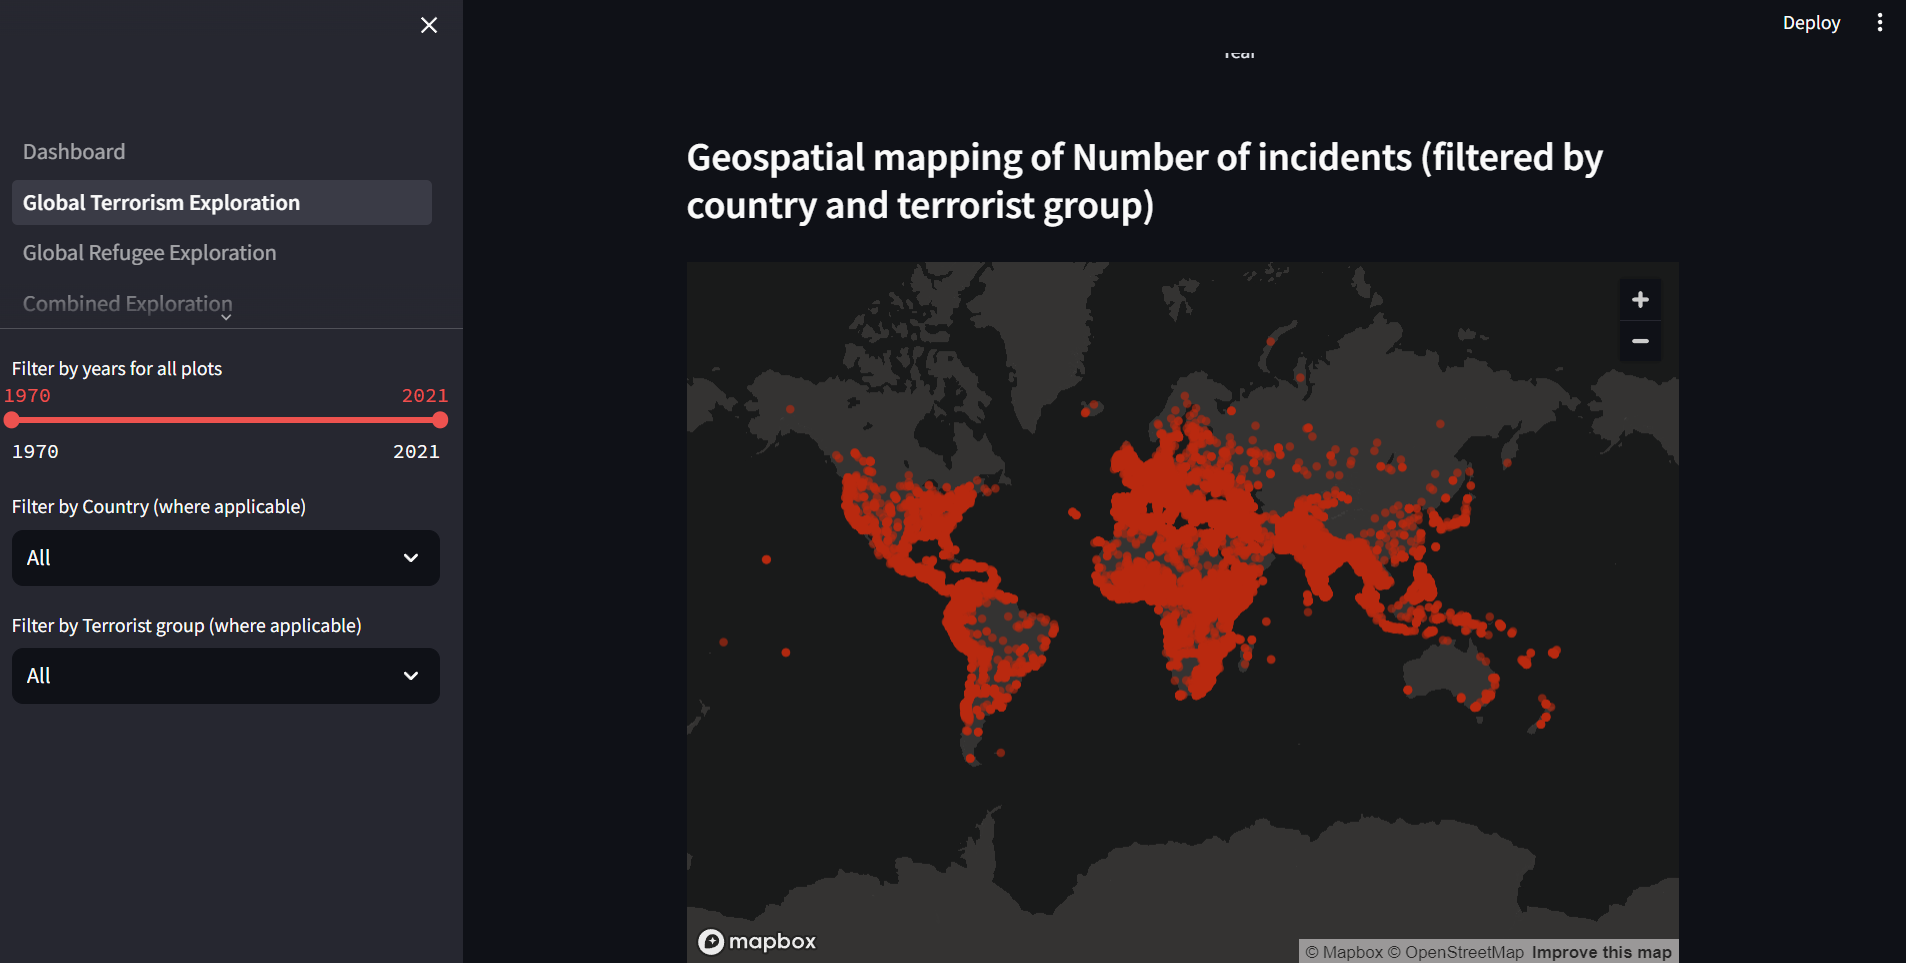 Deploy
Year
Dashboard
Global Terrorism Exploration
Global Refugee Exploration
Combined Exploration
Filter by years for all plots
1970 2021
1970 2021
Filter by Country (where applicable)
All
Filter by Terrorist group (where applicable)
All
Geospatial mapping of Number of incidents (filtered by
country and terrorist group)
mapbox
© Mapbox © OpenStreetMap Improve this map